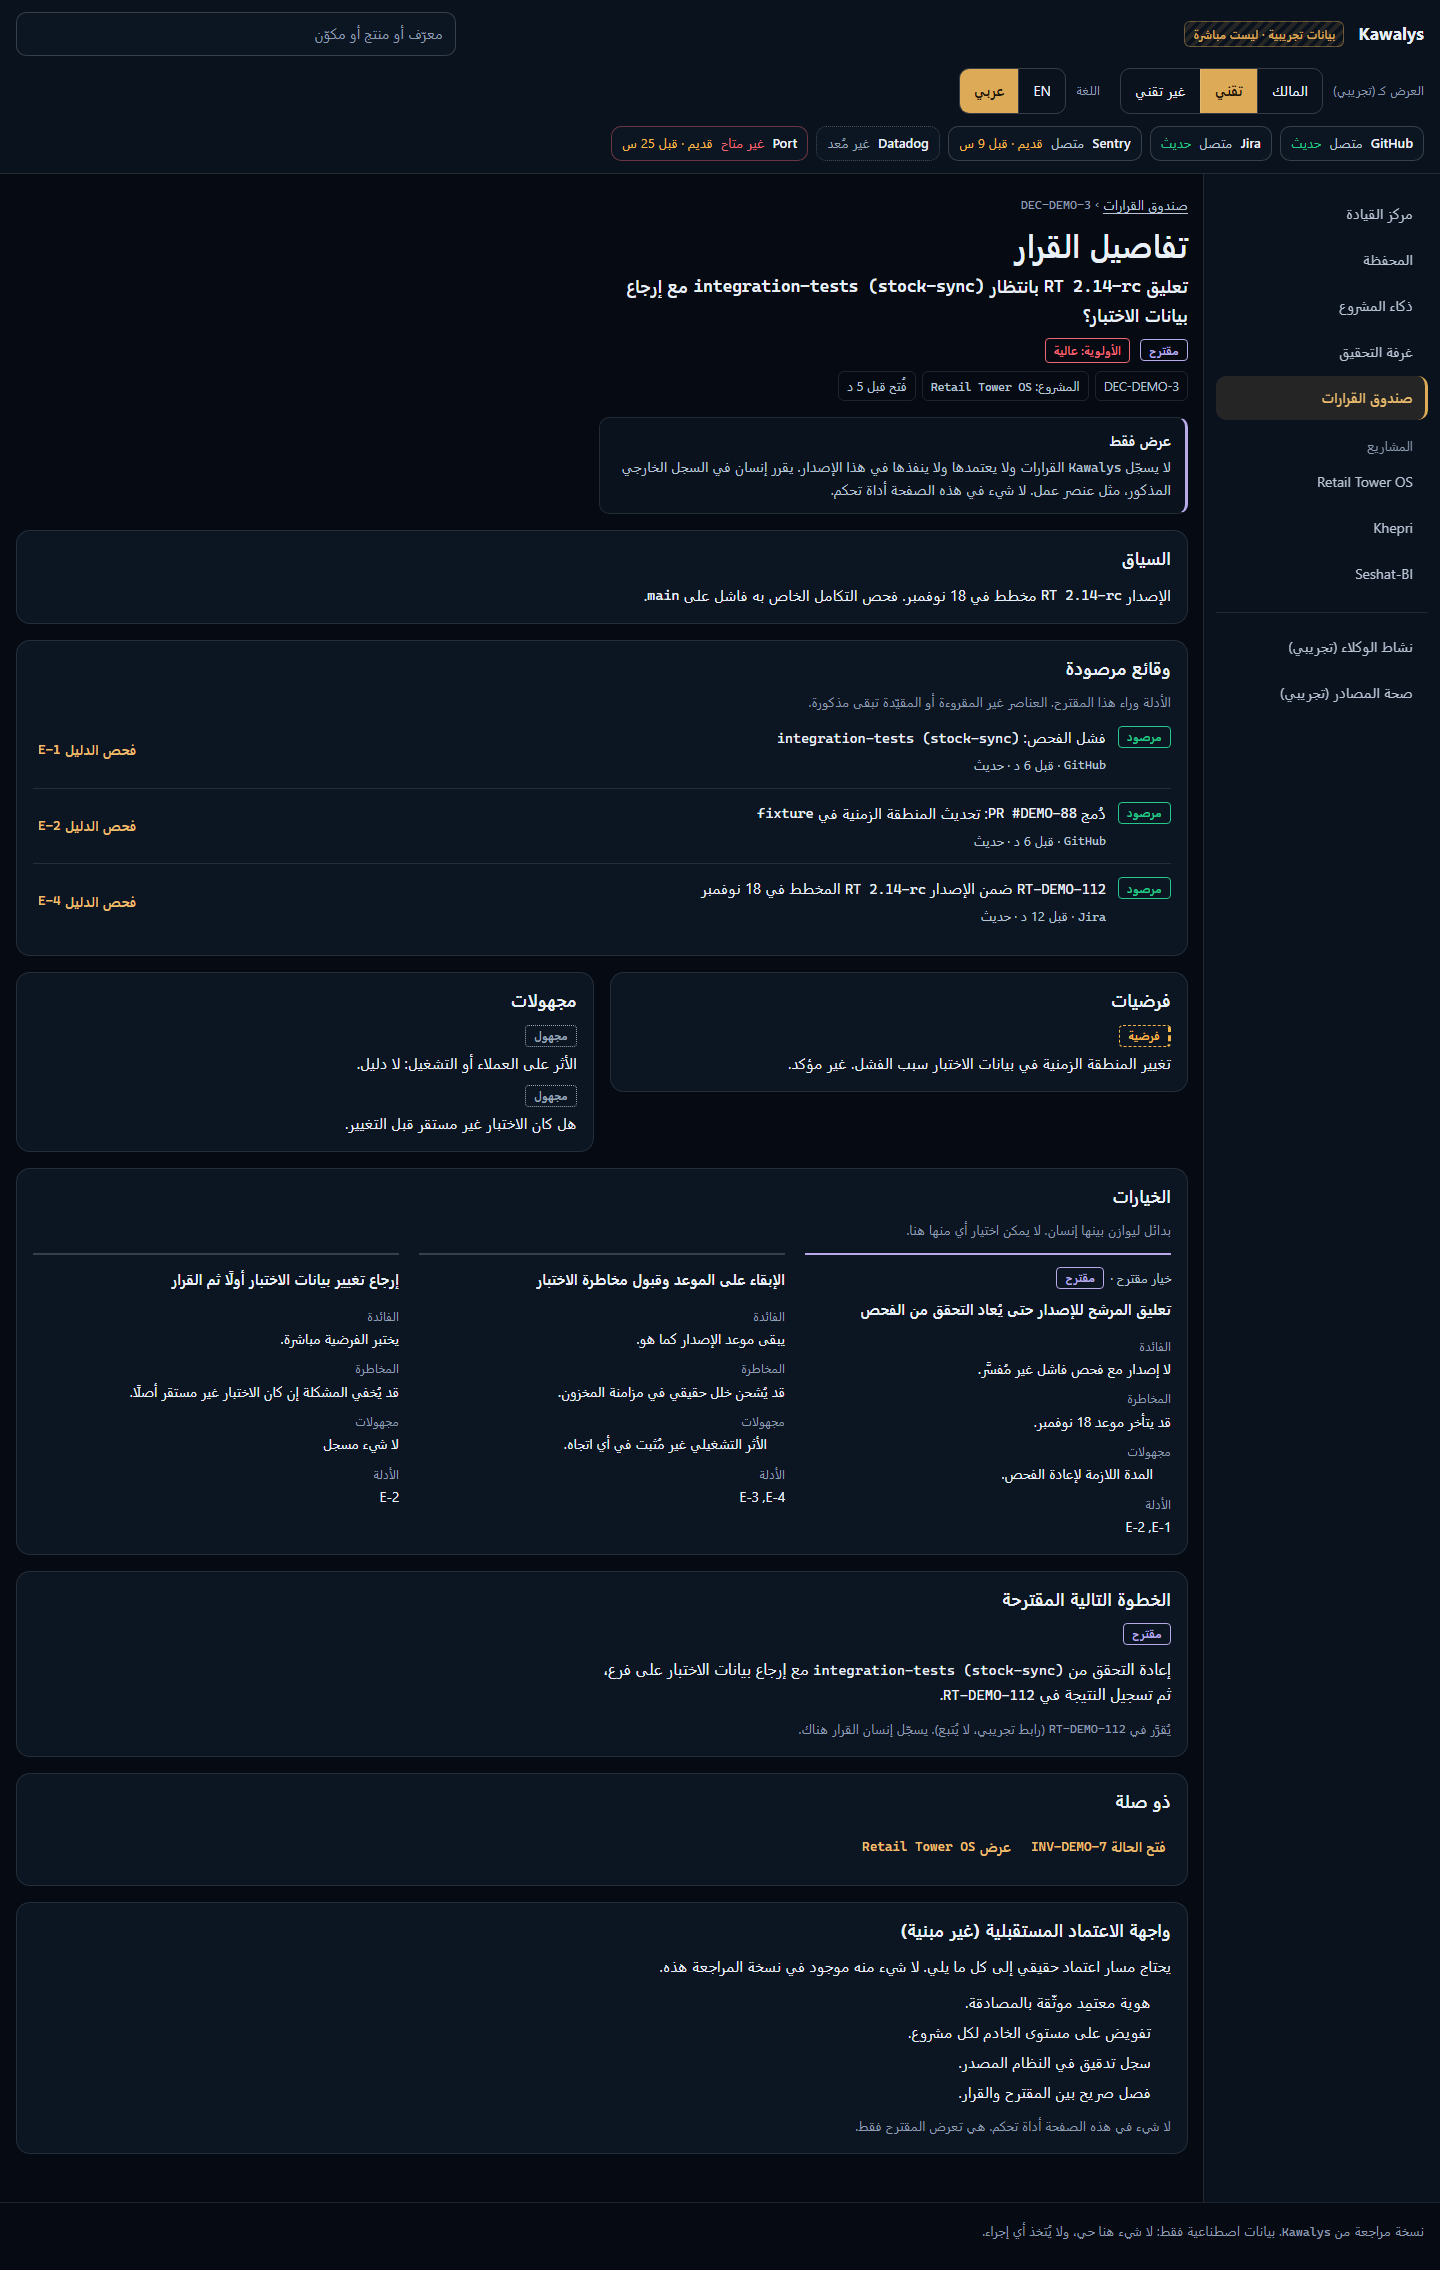 Kawalys
بيانات تجريبية · ليست مباشرة
معرّف أو منتج أو مكوّن
العرض كـ (تجريبي)
المالك
تقني
غير تقني
اللغة
EN
عربي
GitHub متصل حديث
Jira متصل حديث
Sentry متصل قديم · قبل 9 س
Datadog غير مُعد
Port غير متاح قديم · قبل 25 س
مركز القيادة
المحفظة
ذكاء المشروع
غرفة التحقيق
صندوق القرارات
المشاريع
Retail Tower OS
Khepri
Seshat-BI
نشاط الوكلاء (تجريبي)
صحة المصادر (تجريبي)
صندوق القرارات › DEC-DEMO-3
تفاصيل القرار
تعليق RT 2.14-rc بانتظار integration-tests (stock-sync) مع إرجاع
بيانات الاختبار؟
مقترح
الأولوية: عالية
DEC-DEMO-3
المشروع: Retail Tower OS
فُتح قبل 5 د
عرض فقط
لا يسجّل Kawalys القرارات ولا يعتمدها ولا ينفذها في هذا الإصدار. يقرر إنسان في السجل الخارجي
المذكور، مثل عنصر عمل. لا شيء في هذه الصفحة أداة تحكم.
السياق
الإصدار RT 2.14-rc مخطط في 18 نوفمبر. فحص التكامل الخاص به فاشل على main.
وقائع مرصودة
الأدلة وراء هذا المقترح. العناصر غير المقروءة أو المقيّدة تبقى مذكورة.
مرصود
فشل الفحص: integration-tests (stock-sync)
GitHub · قبل 6 د · حديث
فحص الدليل E-1
مرصود
دُمج PR #DEMO-88: تحديث المنطقة الزمنية في fixture
GitHub · قبل 6 د · حديث
فحص الدليل E-2
مرصود
RT-DEMO-112 ضمن الإصدار RT 2.14-rc المخطط في 18 نوفمبر
Jira · قبل 12 د · حديث
فحص الدليل E-4
فرضيات
فرضية
تغيير المنطقة الزمنية في بيانات الاختبار سبب الفشل. غير مؤكد.
مجهولات
مجهول
الأثر على العملاء أو التشغيل: لا دليل.
مجهول
هل كان الاختبار غير مستقر قبل التغيير.
الخيارات
بدائل ليوازن بينها إنسان. لا يمكن اختيار أي منها هنا.
خيار مقترح · مقترح
تعليق المرشح للإصدار حتى يُعاد التحقق من الفحص
الفائدة
لا إصدار مع فحص فاشل غير مُفسَّر.
المخاطرة
قد يتأخر موعد 18 نوفمبر.
مجهولات
المدة اللازمة لإعادة الفحص.
الأدلة
E-1, E-2
الإبقاء على الموعد وقبول مخاطرة الاختبار
الفائدة
يبقى موعد الإصدار كما هو.
المخاطرة
قد يُشحن خلل حقيقي في مزامنة المخزون.
مجهولات
الأثر التشغيلي غير مُثبت في أي اتجاه.
الأدلة
E-4, E-3
إرجاع تغيير بيانات الاختبار أولًا ثم القرار
الفائدة
يختبر الفرضية مباشرة.
المخاطرة
قد يُخفي المشكلة إن كان الاختبار غير مستقر أصلًا.
مجهولات
لا شيء مسجل
الأدلة
E-2
الخطوة التالية المقترحة
مقترح
إعادة التحقق من integration-tests (stock-sync) مع إرجاع بيانات الاختبار على فرع،
ثم تسجيل النتيجة في RT-DEMO-112.
يُقرَّر في RT-DEMO-112 (رابط تجريبي، لا يُتبع). يسجّل إنسان القرار هناك.
ذو صلة
فتح الحالة INV-DEMO-7
عرض Retail Tower OS
واجهة الاعتماد المستقبلية (غير مبنية)
يحتاج مسار اعتماد حقيقي إلى كل ما يلي. لا شيء منه موجود في نسخة المراجعة هذه.
هوية معتمِد موثّقة بالمصادقة.
تفويض على مستوى الخادم لكل مشروع.
سجل تدقيق في النظام المصدر.
فصل صريح بين المقترح والقرار.
لا شيء في هذه الصفحة أداة تحكم. هي تعرض المقترح فقط.
نسخة مراجعة من Kawalys. بيانات اصطناعية فقط: لا شيء هنا حي، ولا يُتخذ أي إجراء.